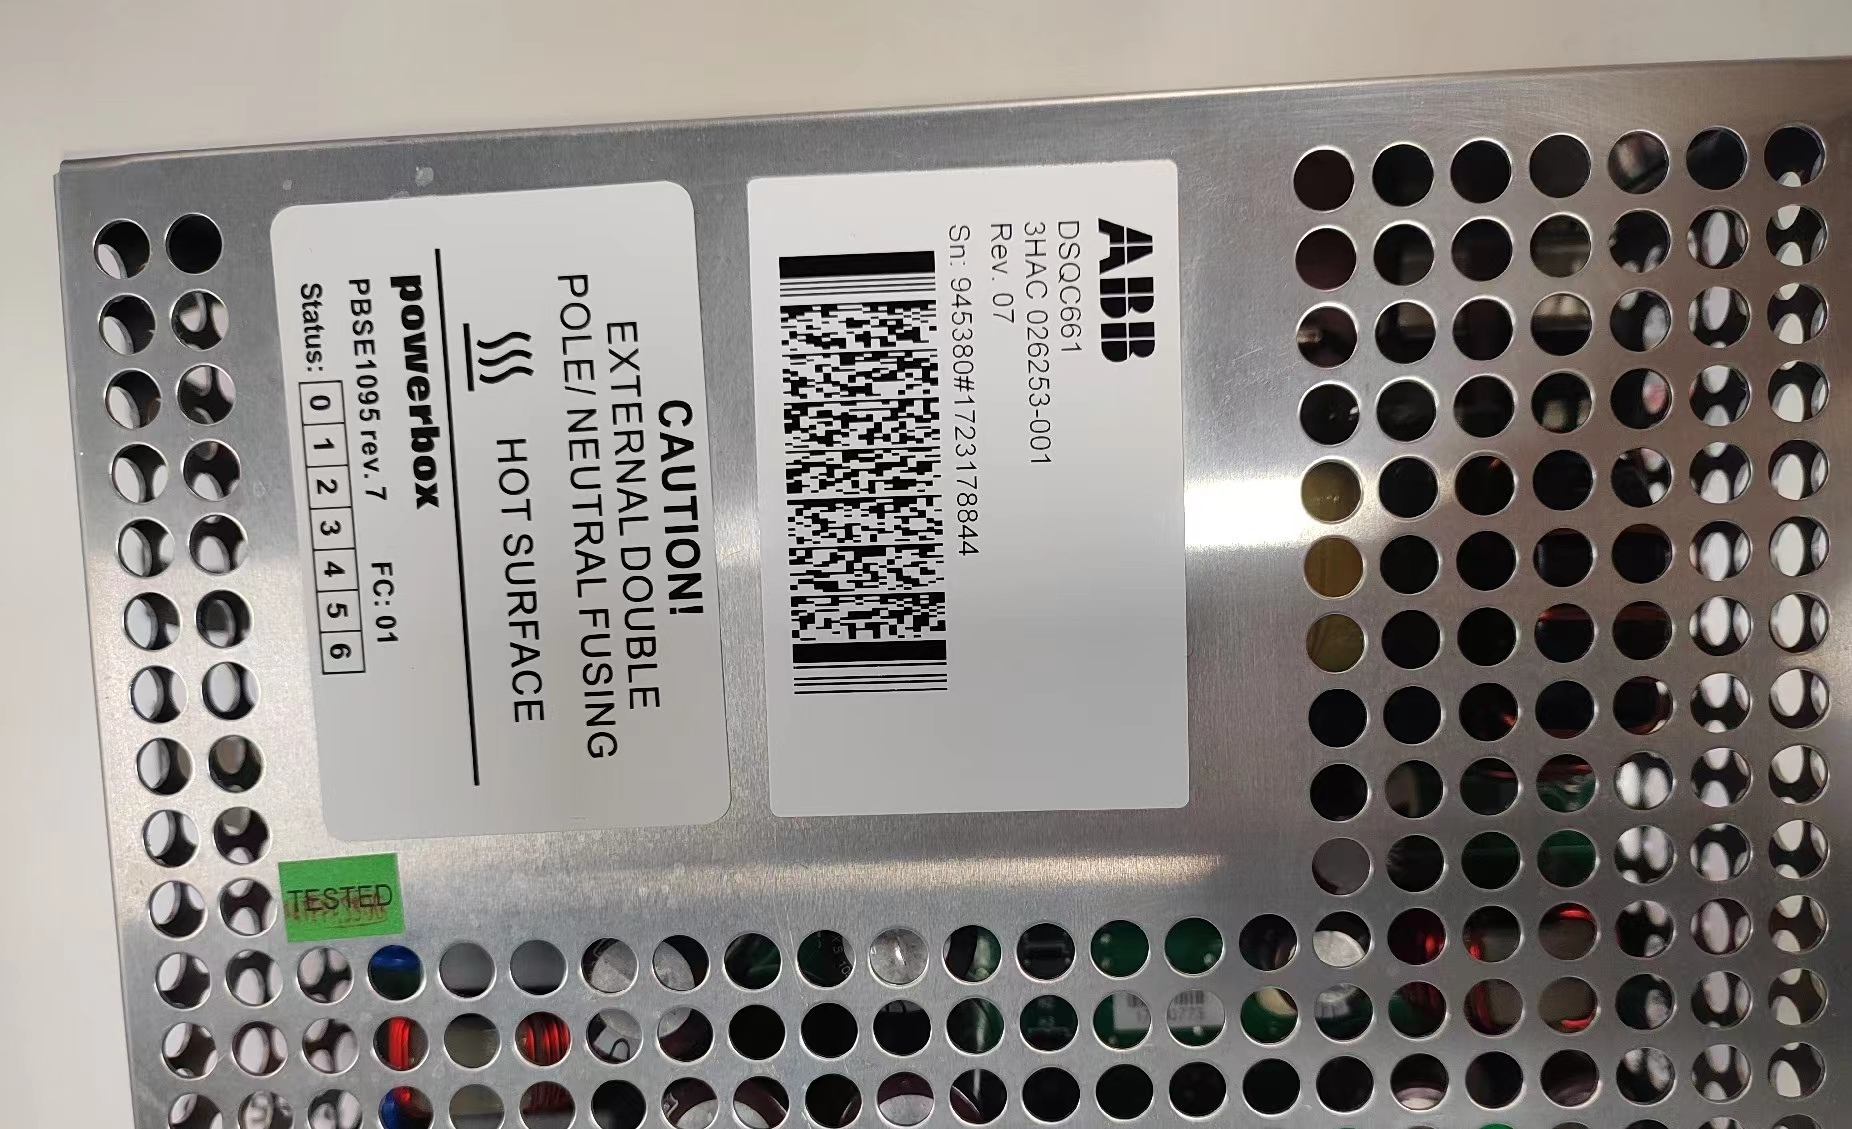 ABB
DSQC661
3HAC 026253-001
Rev. 07
Sn: 945380#1723178844
CAUTION!
EXTERNAL DOUBLE
POLE/ NEUTRAL FUSING
HOT SURFACE
powerbox
PBSE1095 rev. 7 FC: 01
Status: 0 1 2 3 4 5 6
TESTED